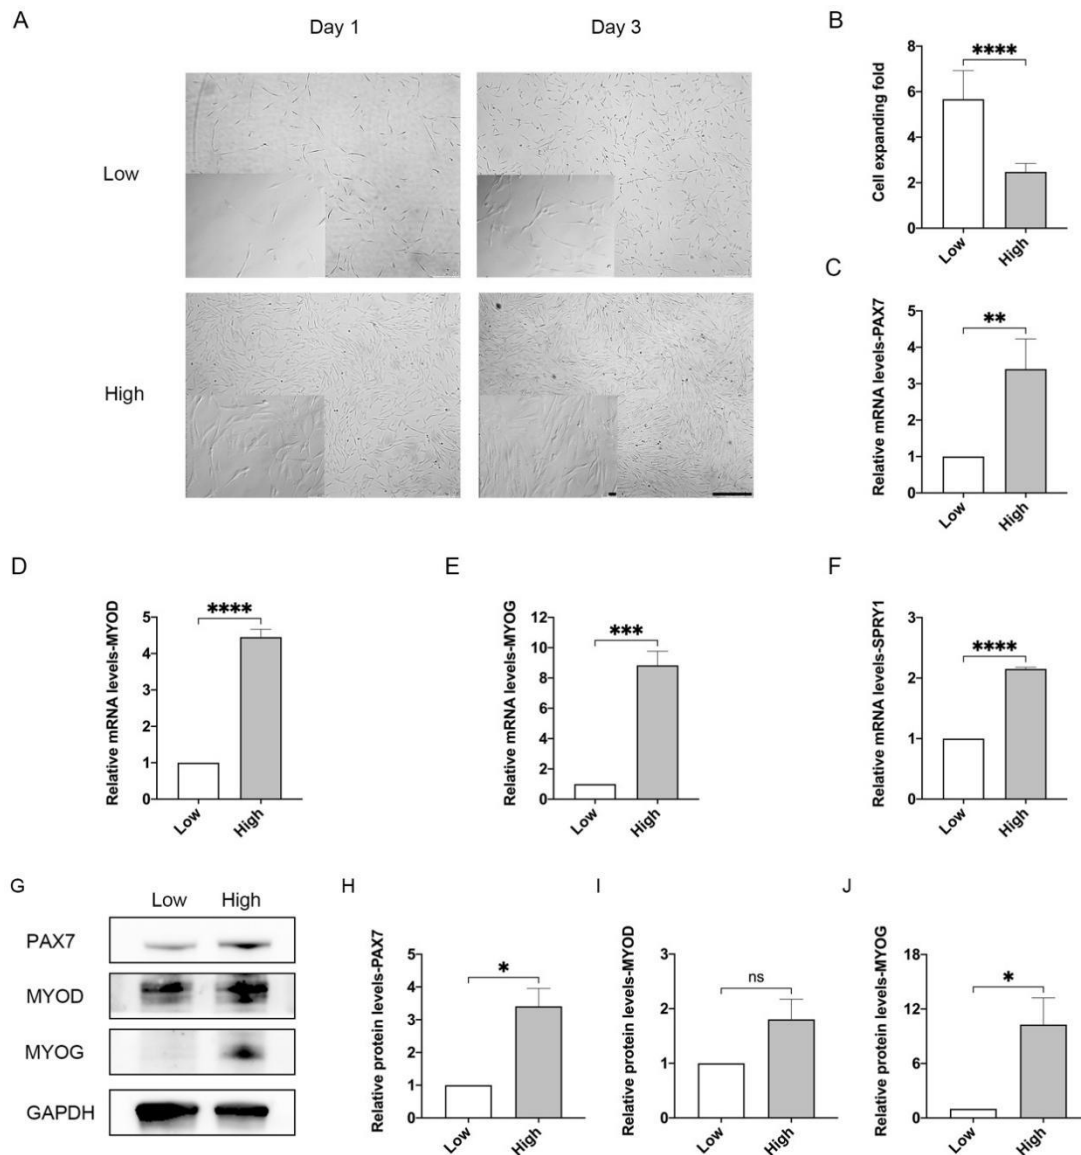 A
Day 1
Day 3
Low
High
B
Cell expanding fold
8
6
4
2
0
****
Low
High
C
Relative mRNA levels-PAX7
5
4
3
2
1
0
**
Low
High
D
Relative mRNA levels-MYOD
5
4
3
2
1
0
****
Low
High
E
Relative mRNA levels-MYOG
12
10
8
6
4
2
0
***
Low
High
F
Relative mRNA levels-SPRY1
3
2
1
0
****
Low
High
G
Low High
PAX7
MYOD
MYOG
GAPDH
H
Relative protein levels-PAX7
5
4
3
2
1
0
*
Low
High
I
Relative protein levels-MYOD
3
2
1
0
ns
Low
High
J
Relative protein levels-MYOG
18
12
6
0
*
Low
High